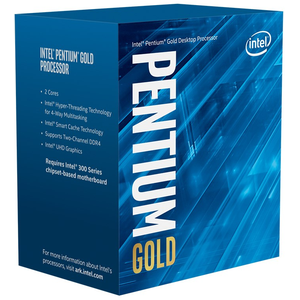 INTEL® PENTIUM® GOLD
PROCESSOR
• 2 Cores
• Intel® Hyper-Threading Technology
for 4-Way Multitasking
• Intel® Smart Cache Technology
• Supports Two-Channel DDR4
• Intel® UHD Graphics
Requires Intel® 300 Series
chipset-based motherboard
For more information about Intel's
processors, visit ark.intel.com
Intel® Pentium® Gold Desktop Processor
intel
PENTIUM
GOLD